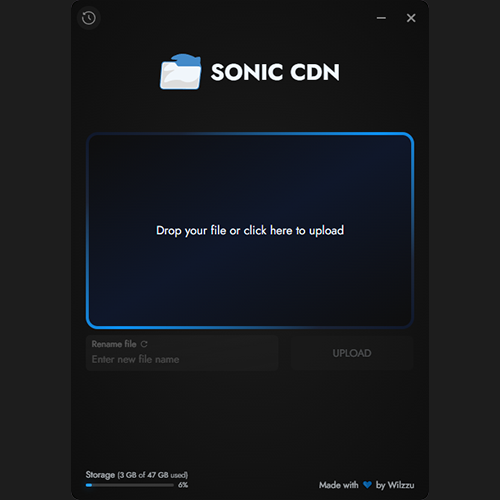 SONIC CDN
Drop your file or click here to upload
Rename file
Enter new file name
UPLOAD
Storage (3 GB of 47 GB used)
6%
Made with by Wilzzu